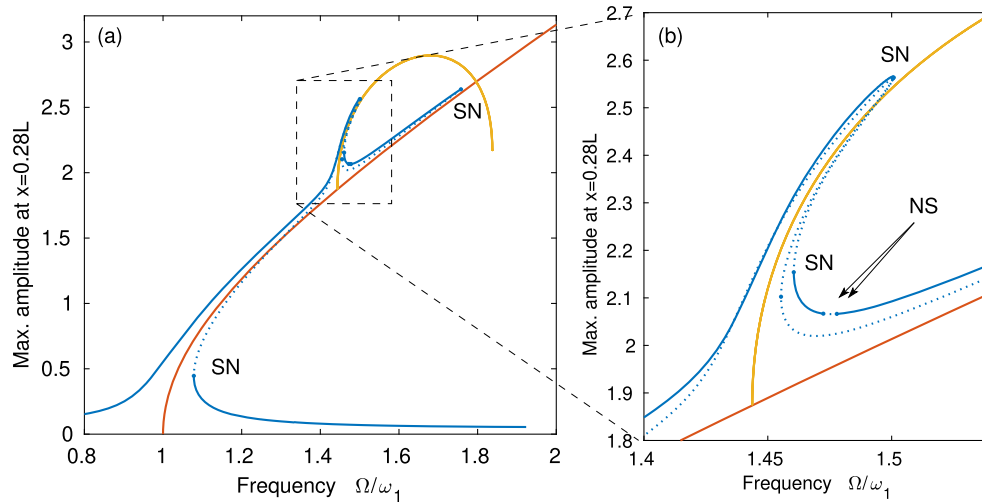 (a)
Max. amplitude at x=0.28L
3
2.5
2
1.5
1
0.5
0
SN
SN
0.8 1 1.2 1.4 1.6 1.8 2
Frequency Ω/ω1
(b)
Max. amplitude at x=0.28L
2.7
2.6
2.5
2.4
2.3
2.2
2.1
2
1.9
1.8
SN
NS
SN
1.4 1.45 1.5
Frequency Ω/ω1